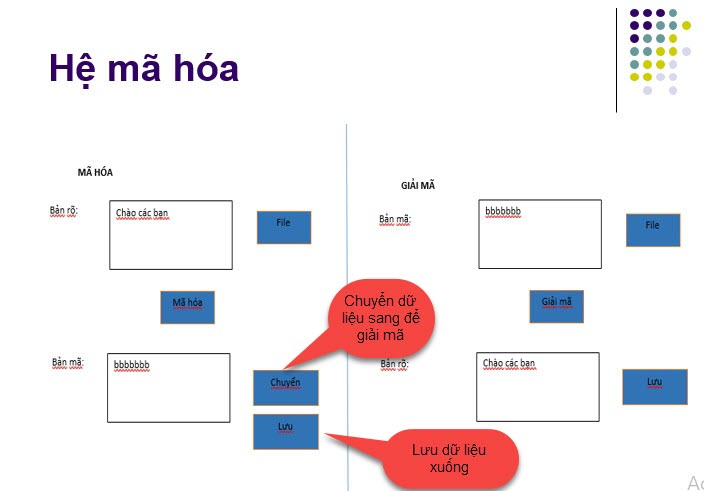 Hệ mã hóa
MÃ HÓA
Bản rõ:
Chào các bạn
File
Mã hóa
Bản mã:
bbbbbbb
Chuyển
Lưu
Chuyển dữ
liệu sang để
giải mã
Lưu dữ liệu
xuống
GIẢI MÃ
Bản mã:
bbbbbbb
File
Giải mã
Bản rõ:
Chào các bạn
Lưu